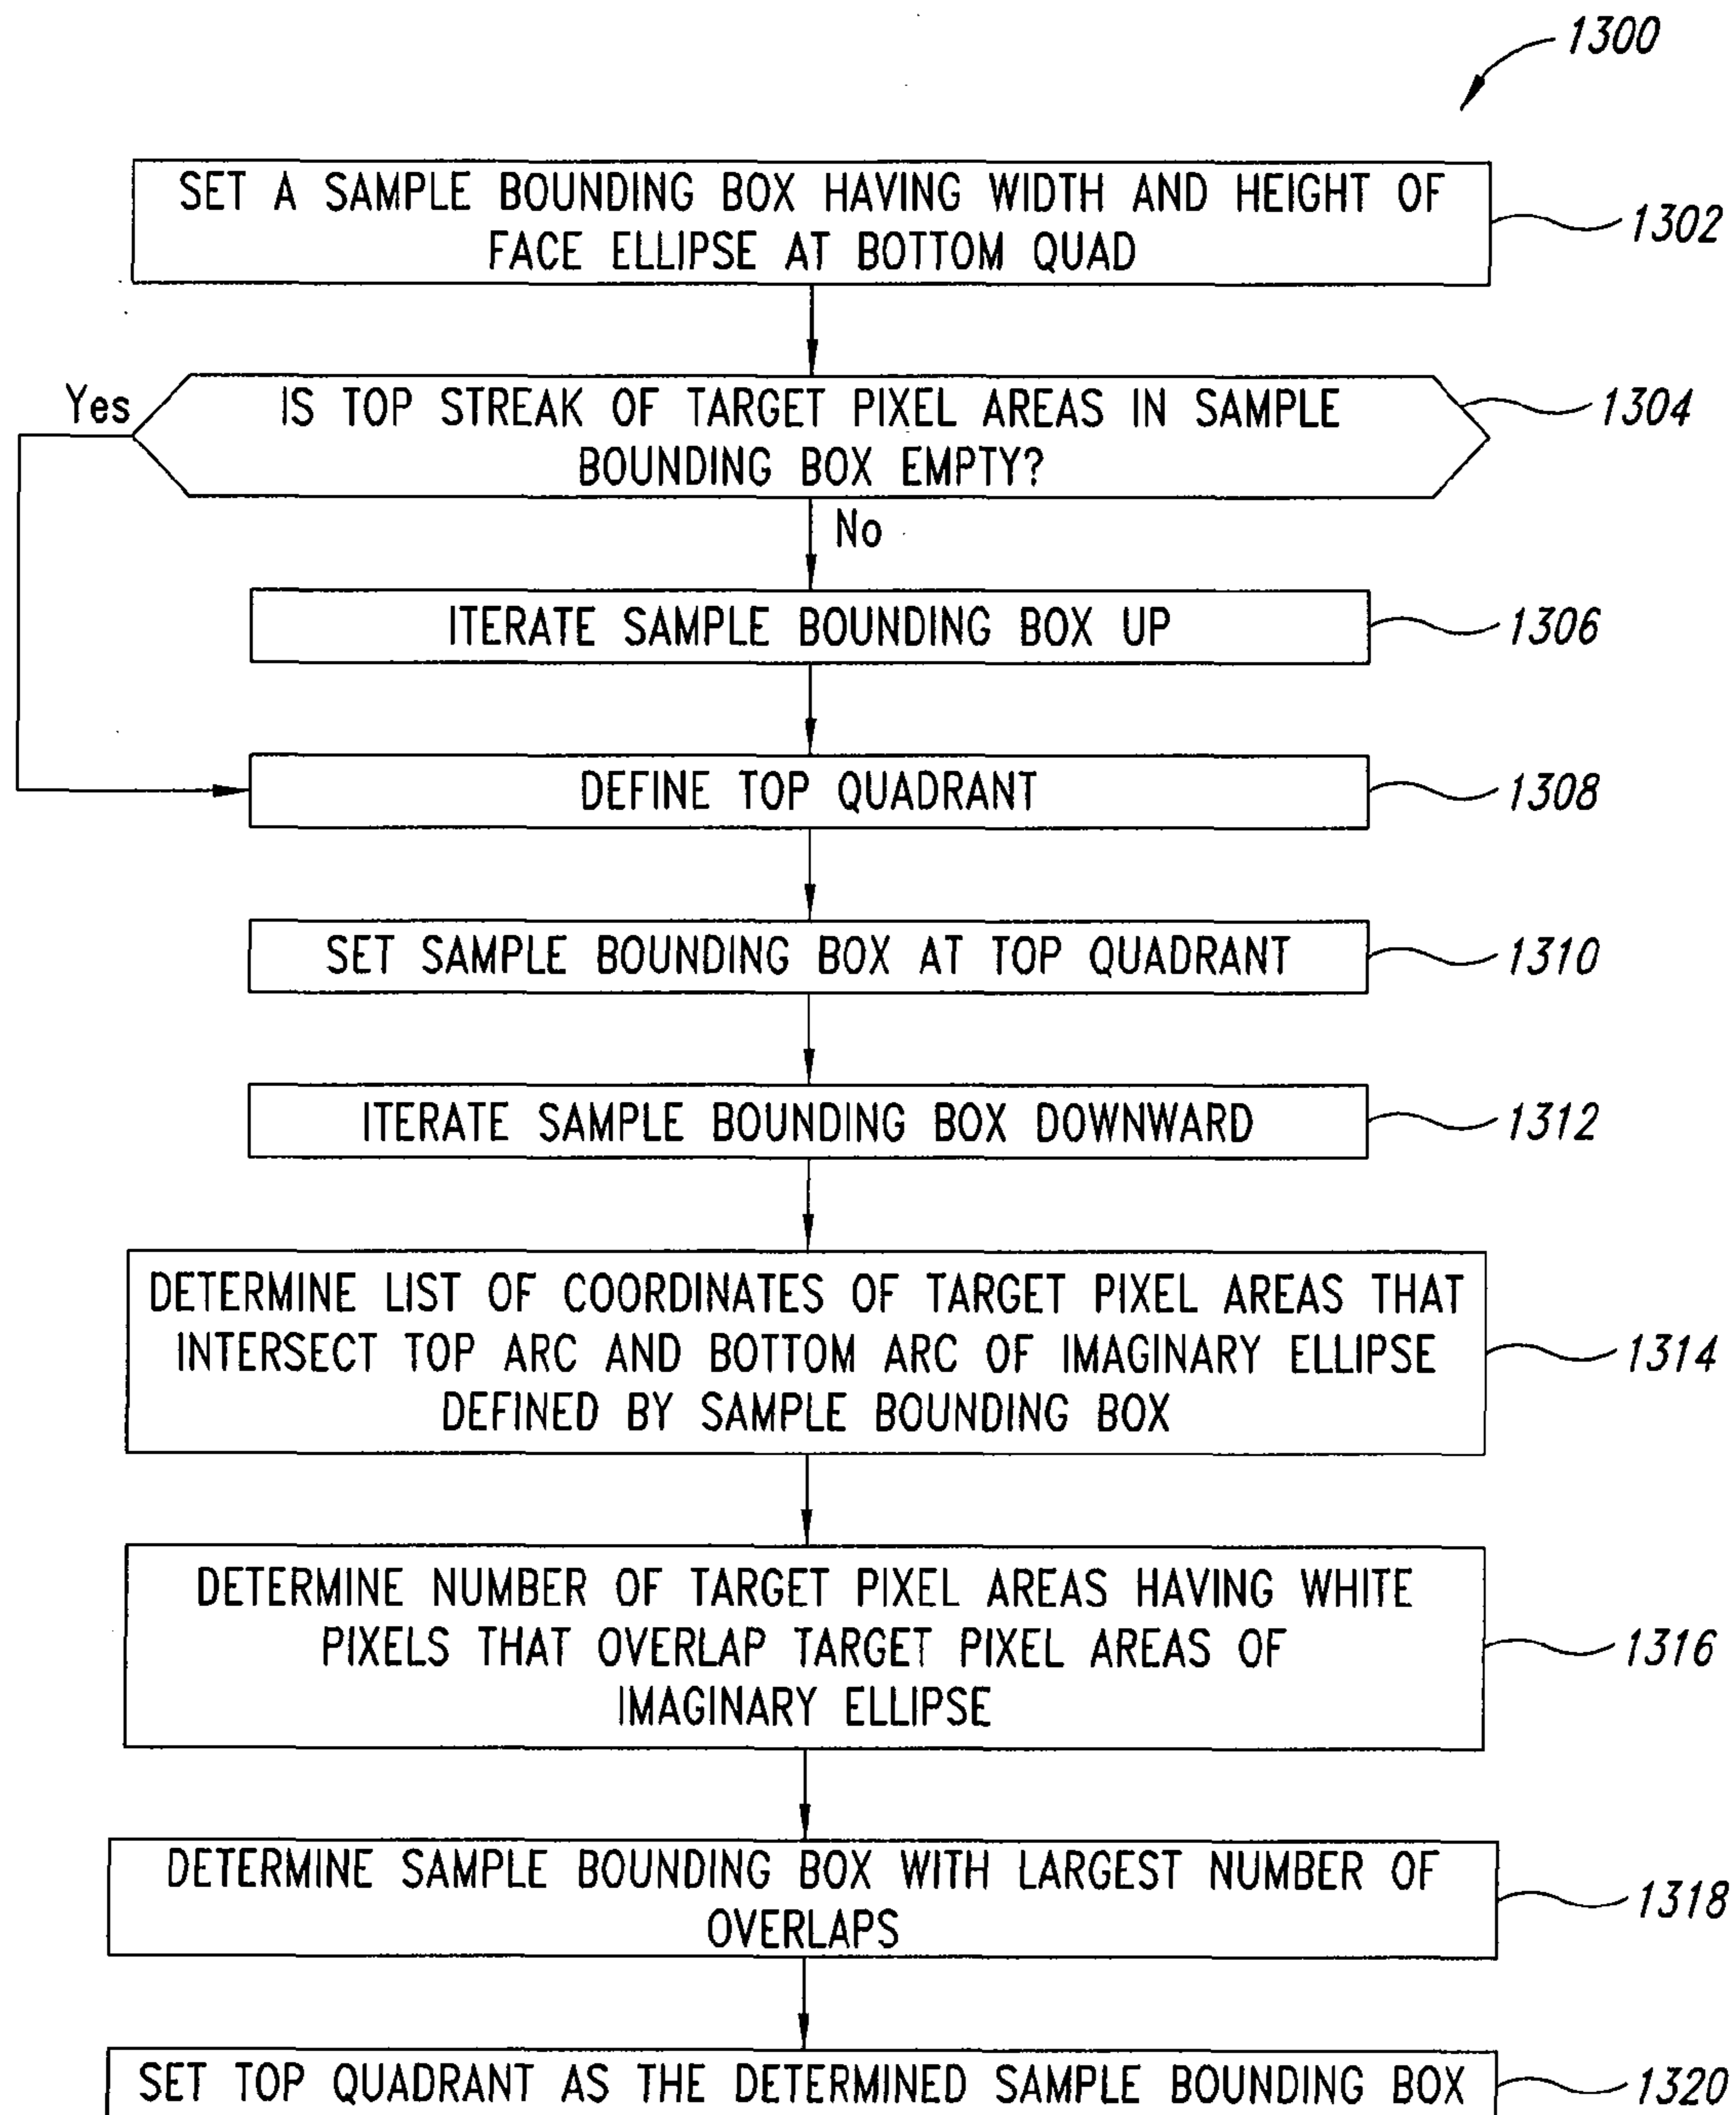 1300
SET A SAMPLE BOUNDING BOX HAVING WIDTH AND HEIGHT OF
FACE ELLIPSE AT BOTTOM QUAD
1302
Yes
IS TOP STREAK OF TARGET PIXEL AREAS IN SAMPLE
BOUNDING BOX EMPTY?
1304
No
ITERATE SAMPLE BOUNDING BOX UP
1306
DEFINE TOP QUADRANT
1308
SET SAMPLE BOUNDING BOX AT TOP QUADRANT
1310
ITERATE SAMPLE BOUNDING BOX DOWNWARD
1312
DETERMINE LIST OF COORDINATES OF TARGET PIXEL AREAS THAT
INTERSECT TOP ARC AND BOTTOM ARC OF IMAGINARY ELLIPSE
DEFINED BY SAMPLE BOUNDING BOX
1314
DETERMINE NUMBER OF TARGET PIXEL AREAS HAVING WHITE
PIXELS THAT OVERLAP TARGET PIXEL AREAS OF
IMAGINARY ELLIPSE
1316
DETERMINE SAMPLE BOUNDING BOX WITH LARGEST NUMBER OF
OVERLAPS
1318
SET TOP QUADRANT AS THE DETERMINED SAMPLE BOUNDING BOX
1320